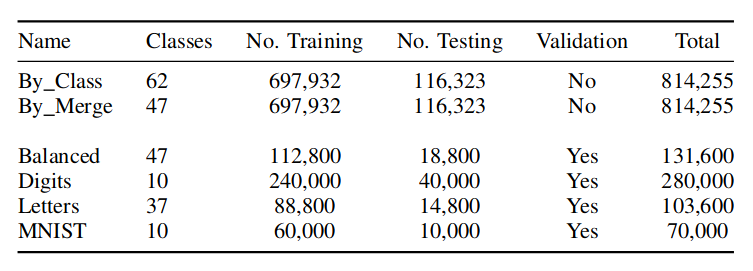 Name Classes No. Training No. Testing Validation Total
By_Class 62 697,932 116,323 No 814,255
By_Merge 47 697,932 116,323 No 814,255
Balanced 47 112,800 18,800 Yes 131,600
Digits 10 240,000 40,000 Yes 280,000
Letters 37 88,800 14,800 Yes 103,600
MNIST 10 60,000 10,000 Yes 70,000